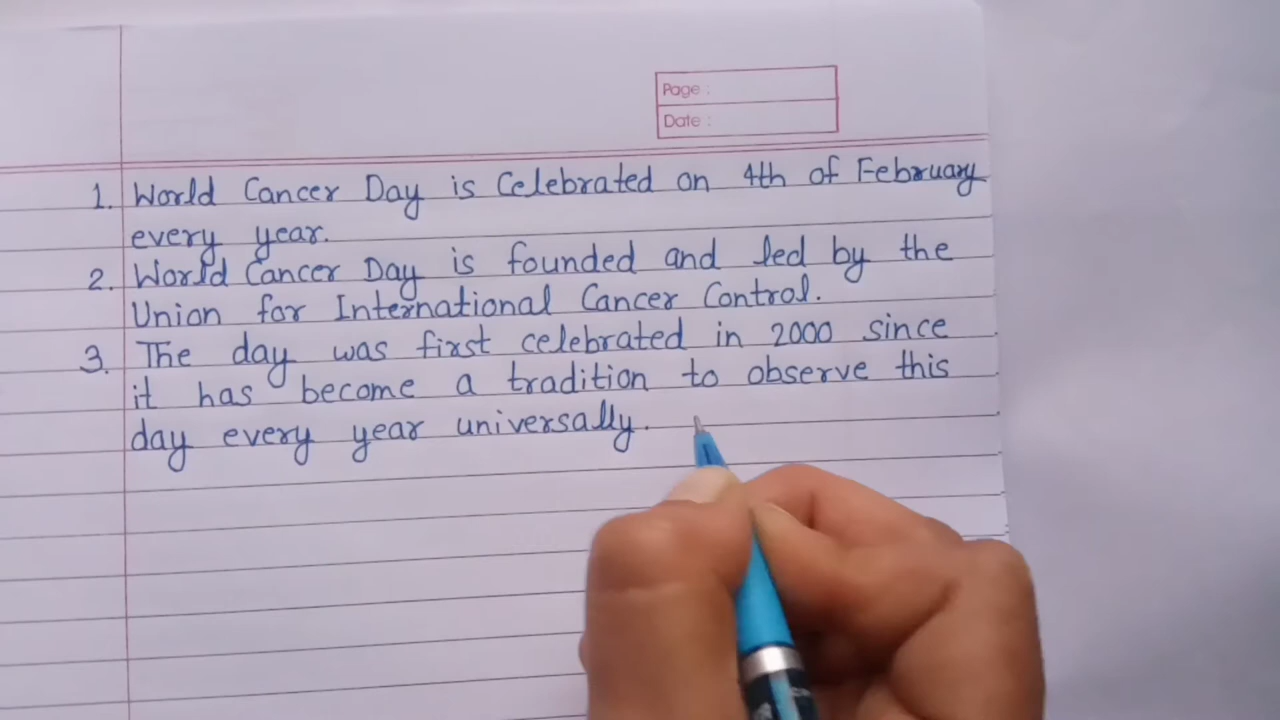 Page :
Date :
1. World Cancer Day is Celebrated on 4th of February
every year.
2. World Cancer Day is founded and led by the
Union for International Cancer Control.
3. The day was first celebrated in 2000 since
it has become a tradition to observe this
day every year universally.